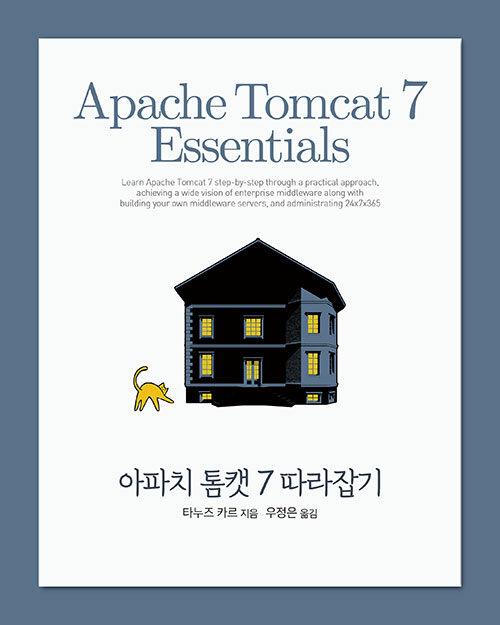 Apache Tomcat 7
Essentials
Learn Apache Tomcat 7 step-by-step through a practical approach,
achieving a wide vision of enterprise middleware along with
building your own middleware servers, and administrating 24x7x365
아파치 톰캣 7 따라잡기
타누즈 카르 지음 우정은 옮김